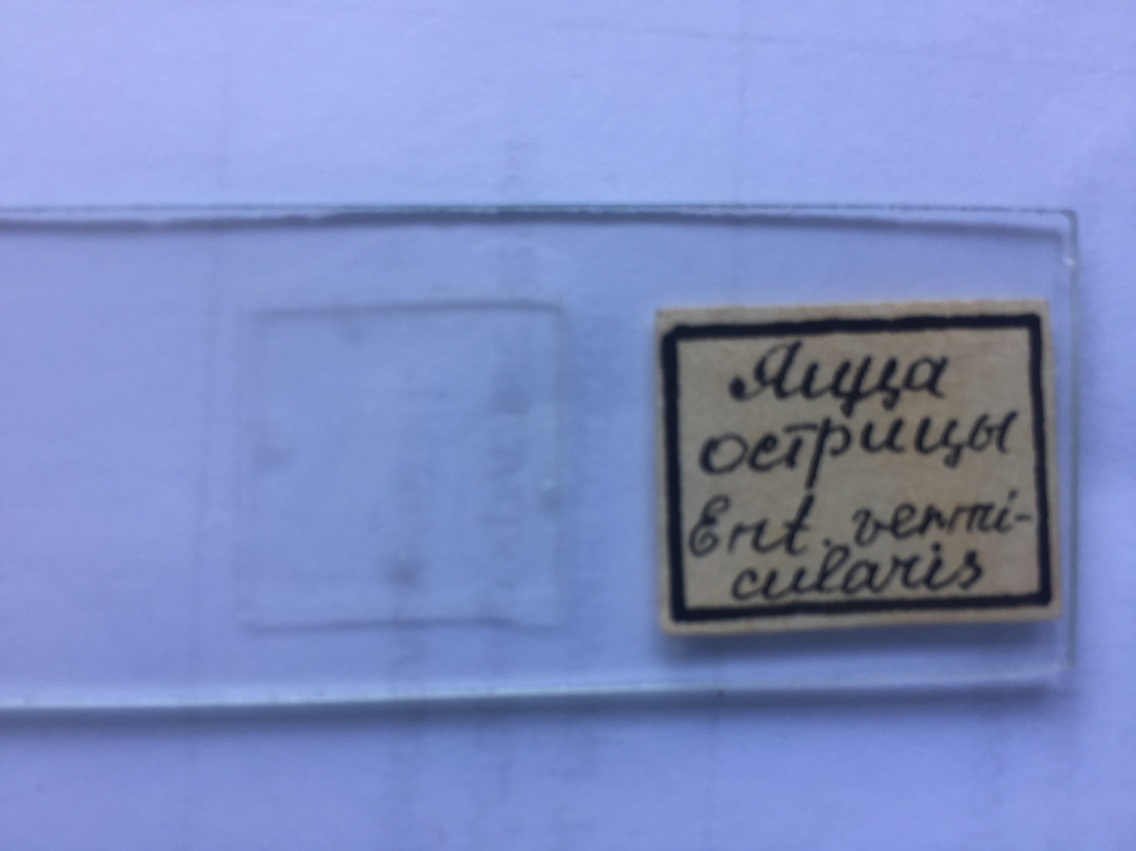 Яйца
острицы
Ent. vermi-
cularis